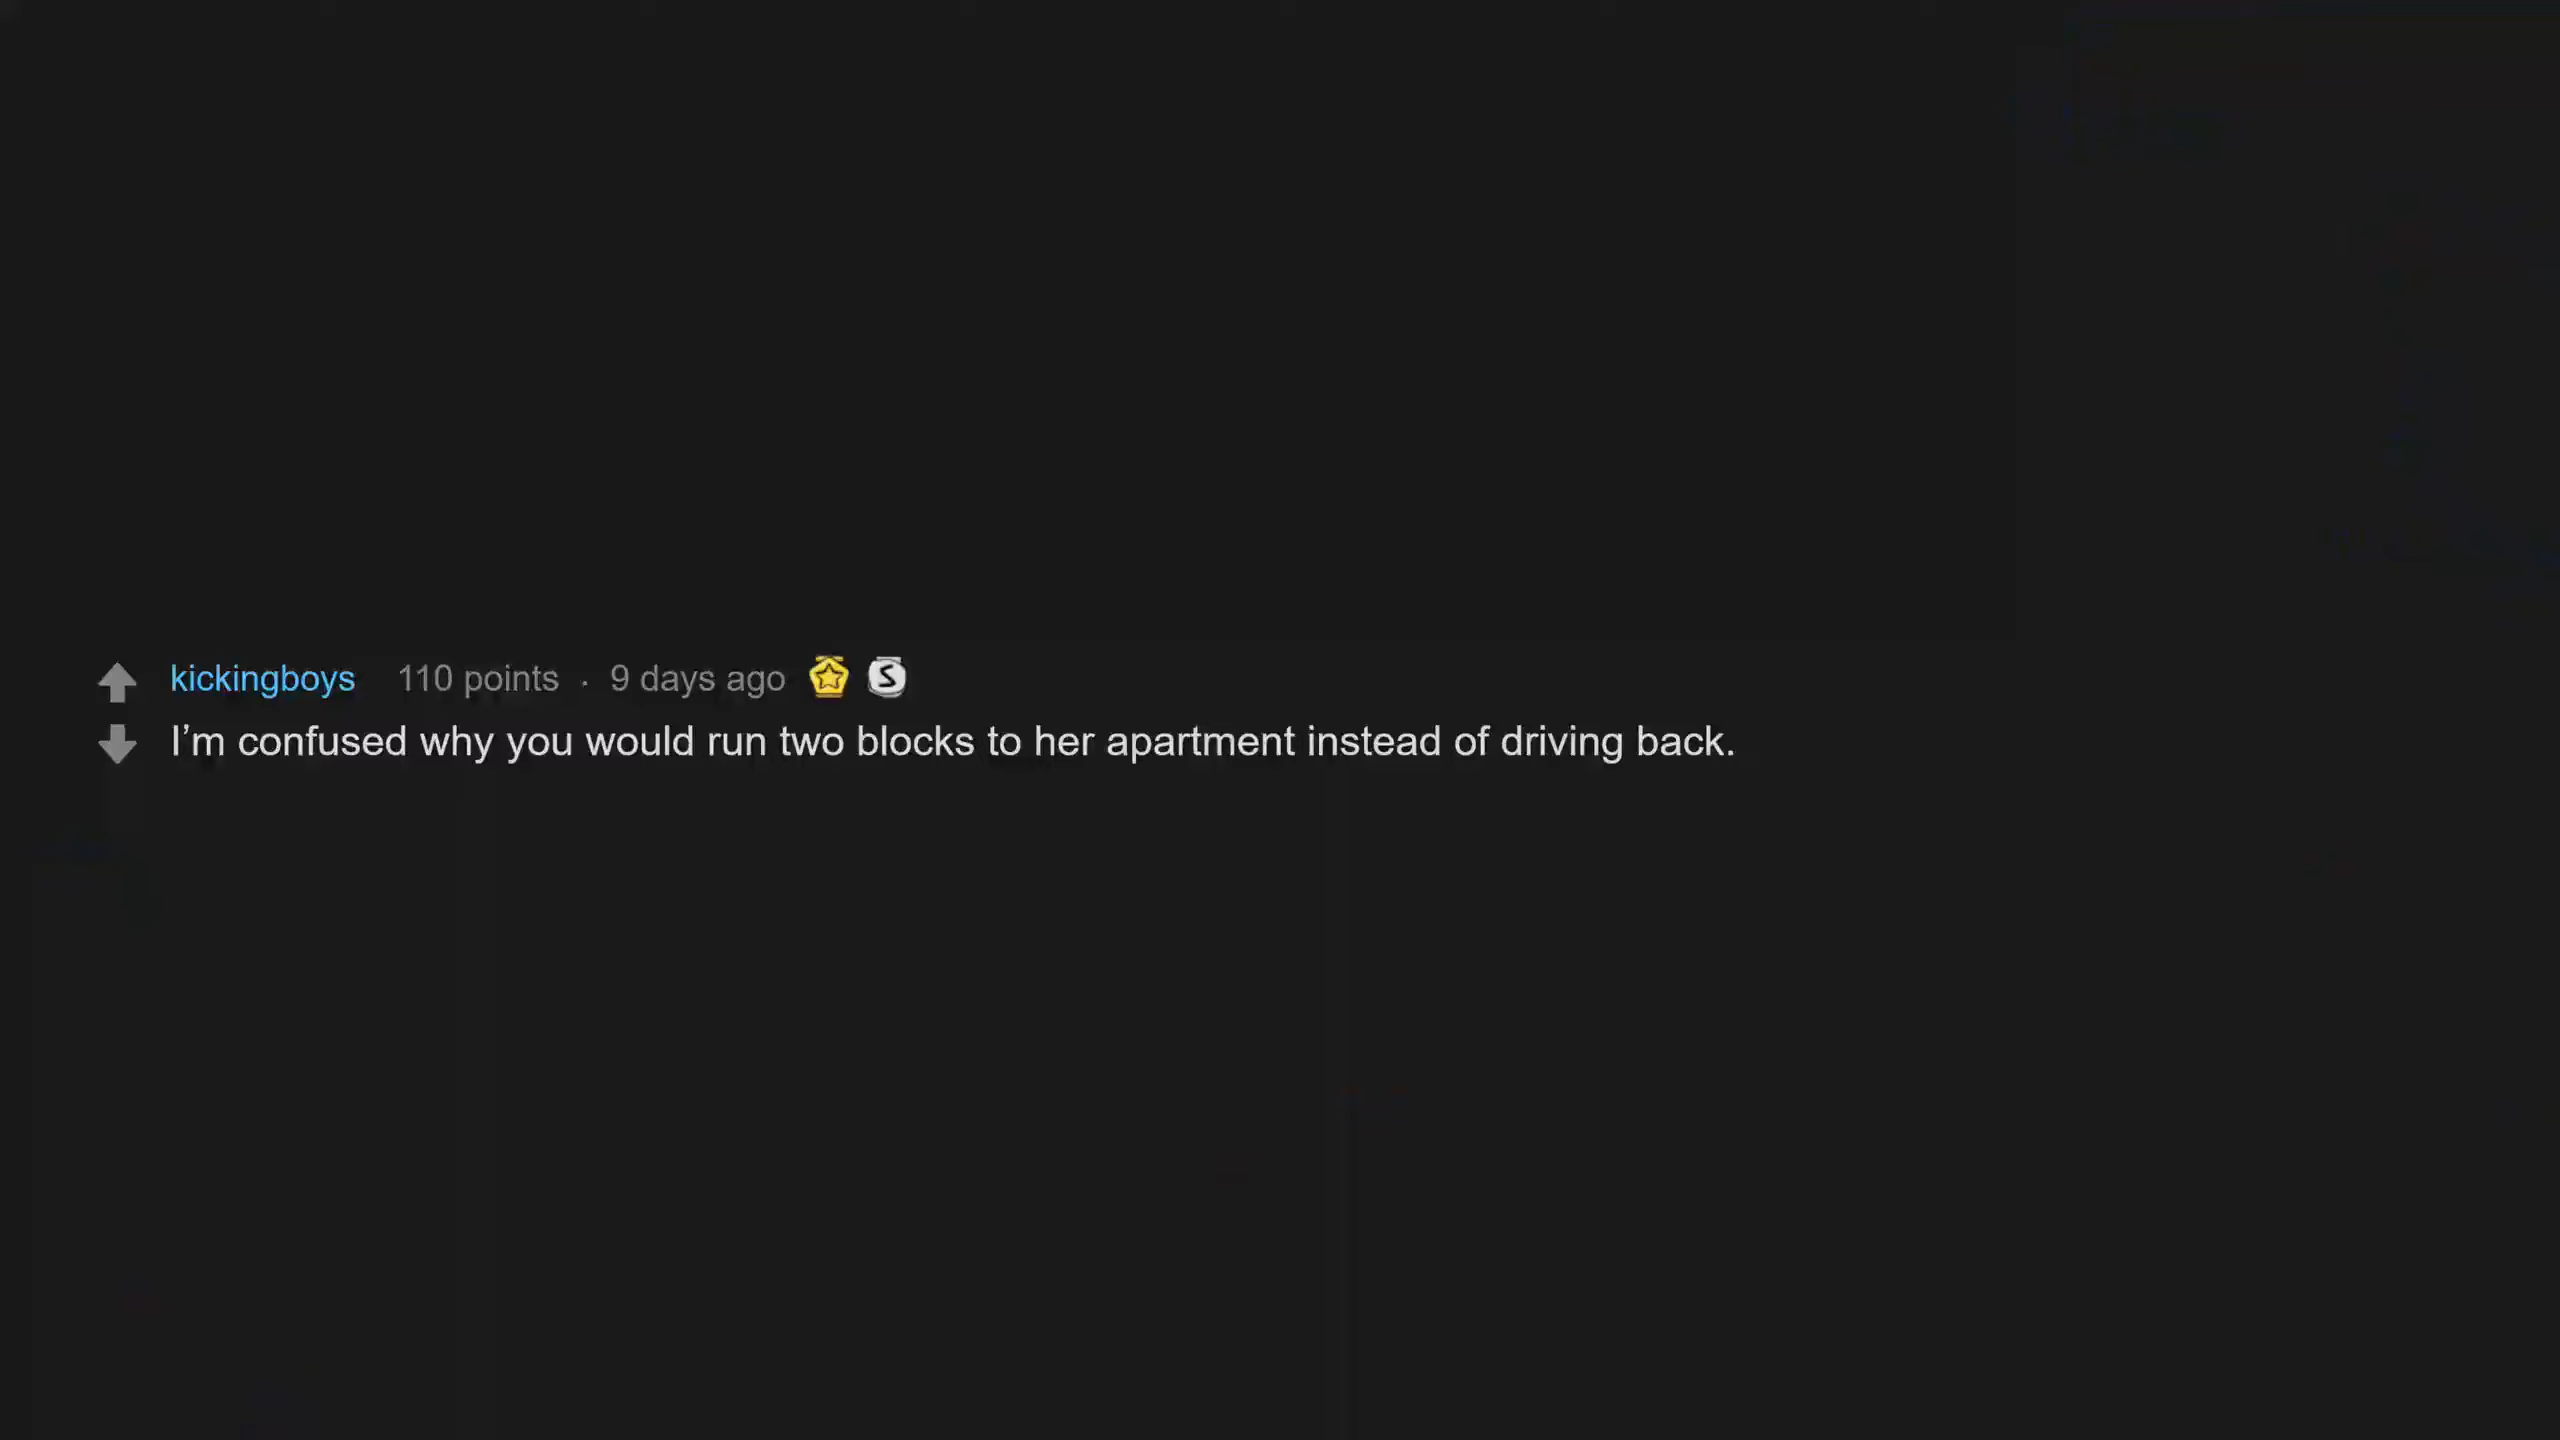 kickingboys 110 points · 9 days ago
I’m confused why you would run two blocks to her apartment instead of driving back.